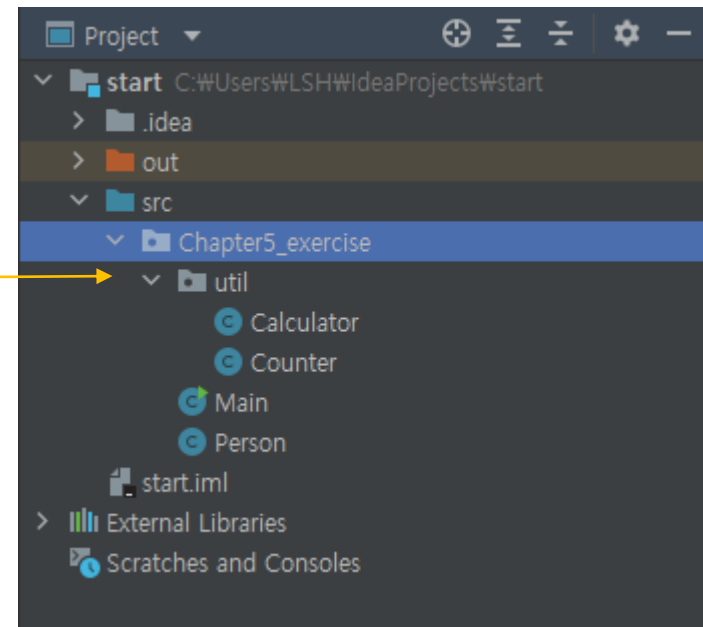 Project
start C:₩Users₩LSH₩IdeaProjects₩start
.idea
out
src
Chapter5_exercise
util
C Calculator
C Counter
C Main
C Person
start.iml
External Libraries
Scratches and Consoles